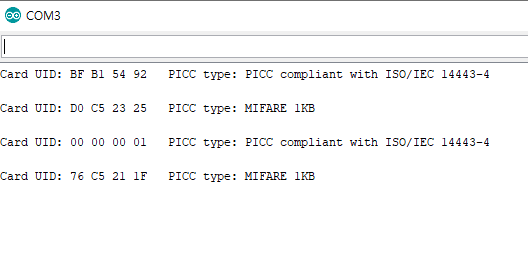 COM3
Card UID: BF B1 54 92   PICC type: PICC compliant with ISO/IEC 14443-4
Card UID: D0 C5 23 25   PICC type: MIFARE 1KB
Card UID: 00 00 00 01   PICC type: PICC compliant with ISO/IEC 14443-4
Card UID: 76 C5 21 1F   PICC type: MIFARE 1KB